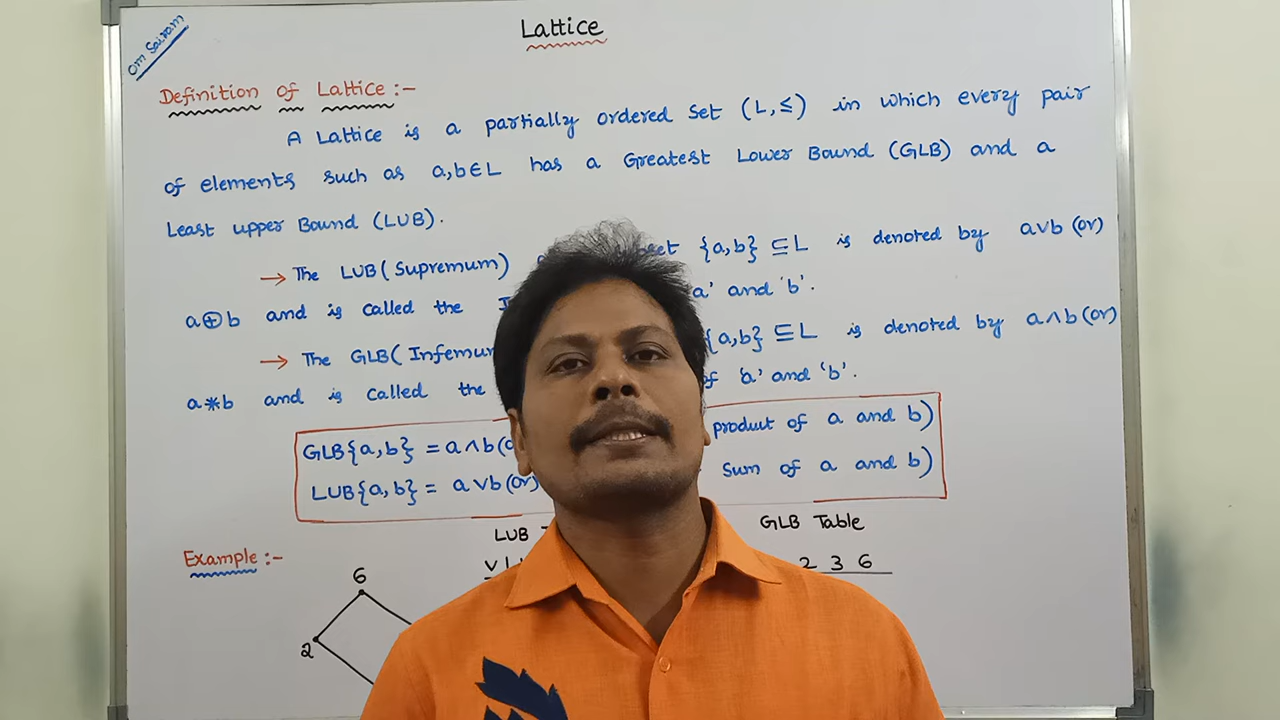 Om Sairam
Lattice
Definition of Lattice :-
A Lattice is a partially ordered set (L,≤) in which every pair
of elements such as a,b∈L has a Greatest Lower Bound (GLB) and a
Least upper Bound (LUB).
→ The LUB(Supremum) {a,b} ⊆ L is denoted by a∨b (or)
a⊕b and is called the a' and 'b'.
→ The GLB( {a,b} ⊆ L is denoted by a∧b (or)
a*b and is called the of 'a' and 'b'.
GLB{a,b} = a∧b product of a and b)
LUB{a,b} = a∨b (or) Sum of a and b)
LUB GLB Table
Example :-
∨ 2 3 6
6
2